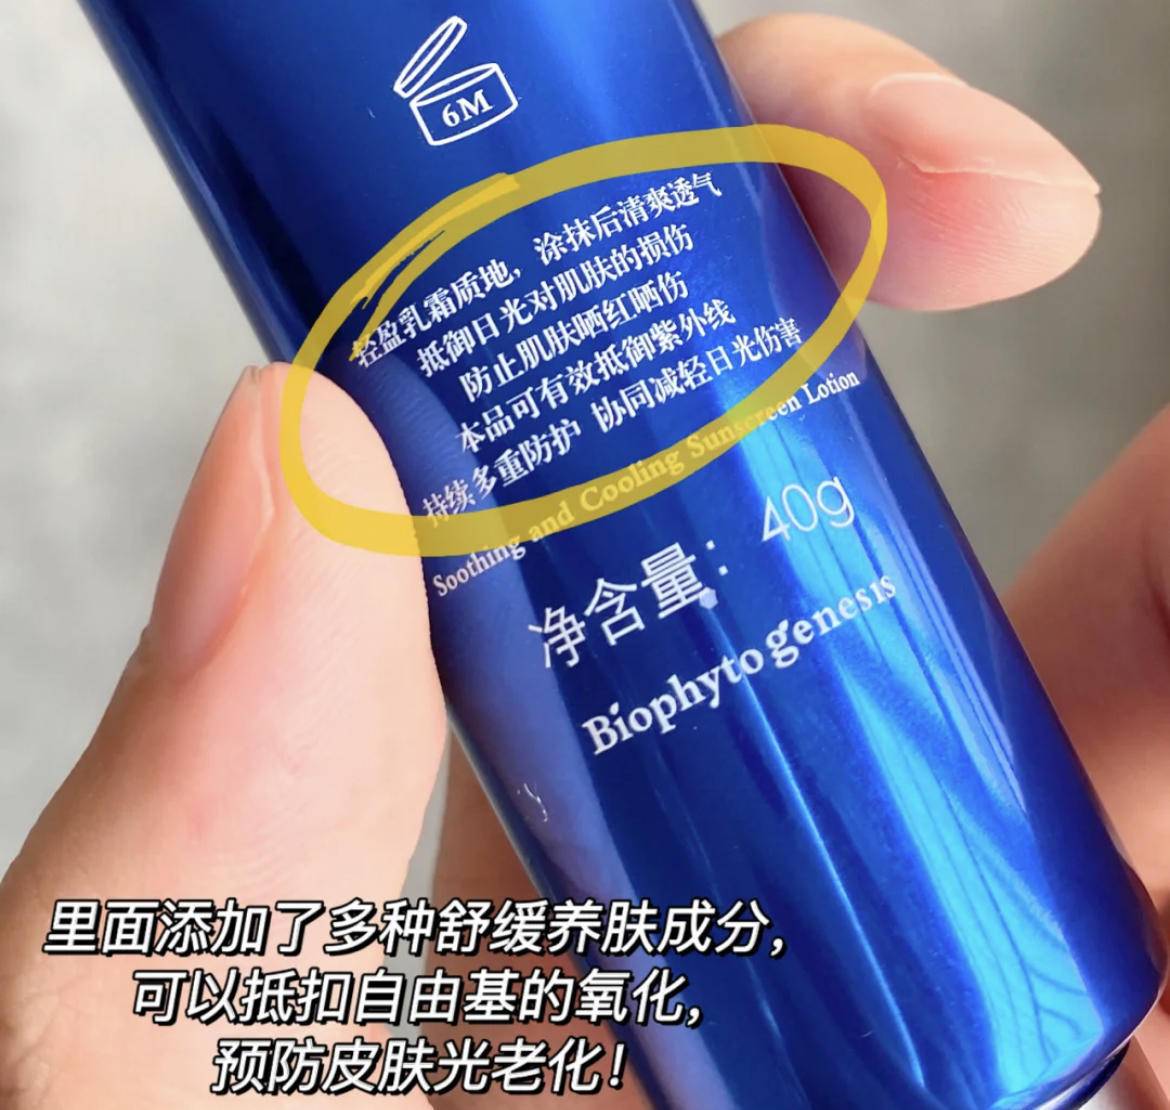 6M
轻盈乳霜质地，涂抹后清爽透气
抵御日光对肌肤的损伤
防止肌肤晒红晒伤
本品可有效抵御紫外线
持续多重防护 协同减轻日光伤害
Soothing and Cooling Sunscreen Lotion
净含量：40g
Biophytogenesis
里面添加了多种舒缓养肤成分，
可以抵扣自由基的氧化，
预防皮肤光老化！